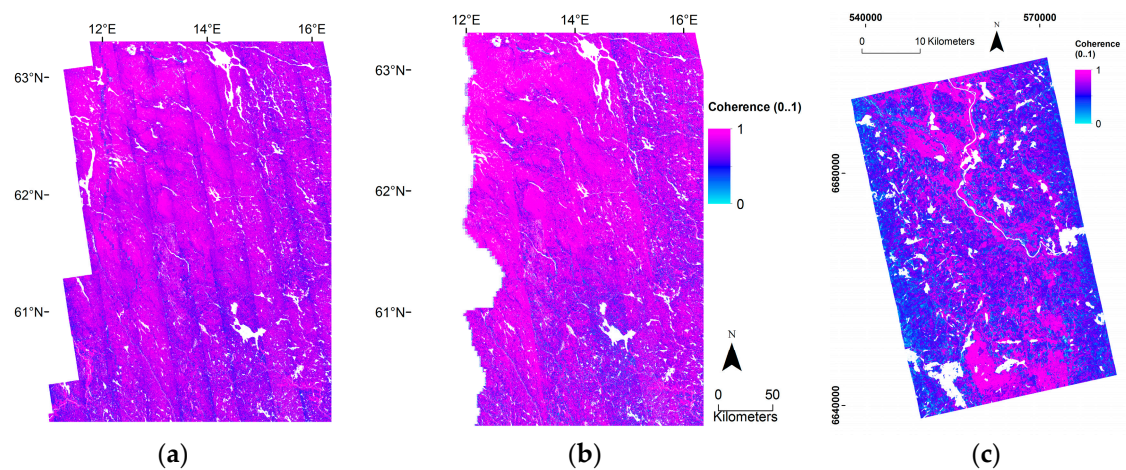 12°E 14°E 16°E
63°N
62°N
61°N
(a)
12°E 14°E 16°E
63°N
62°N
61°N
Coherence (0..1)
1
0
N
0 50
Kilometers
(b)
540000 570000
N
0 10 Kilometers
Coherence
(0..1)
1
0
6680000
6640000
(c)